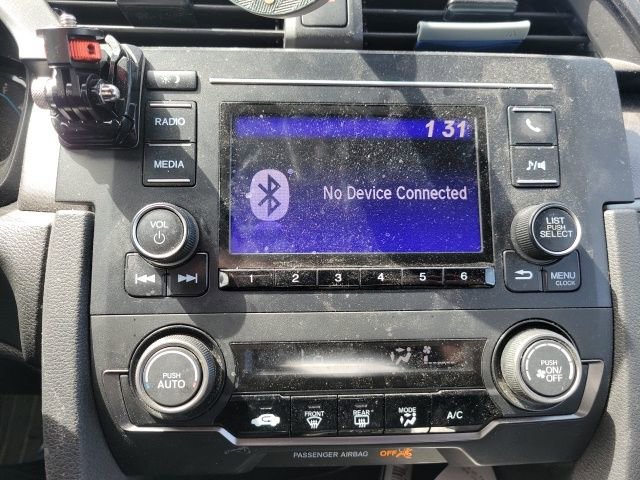 RADIO
1 31
MEDIA
No Device Connected
VOL
LIST
PUSH
SELECT
1 2 3 4 5 6
MENU
CLOCK
PUSH
AUTO
PUSH
ON/
OFF
FRONT
REAR
MODE
A/C
PASSENGER AIRBAG OFF